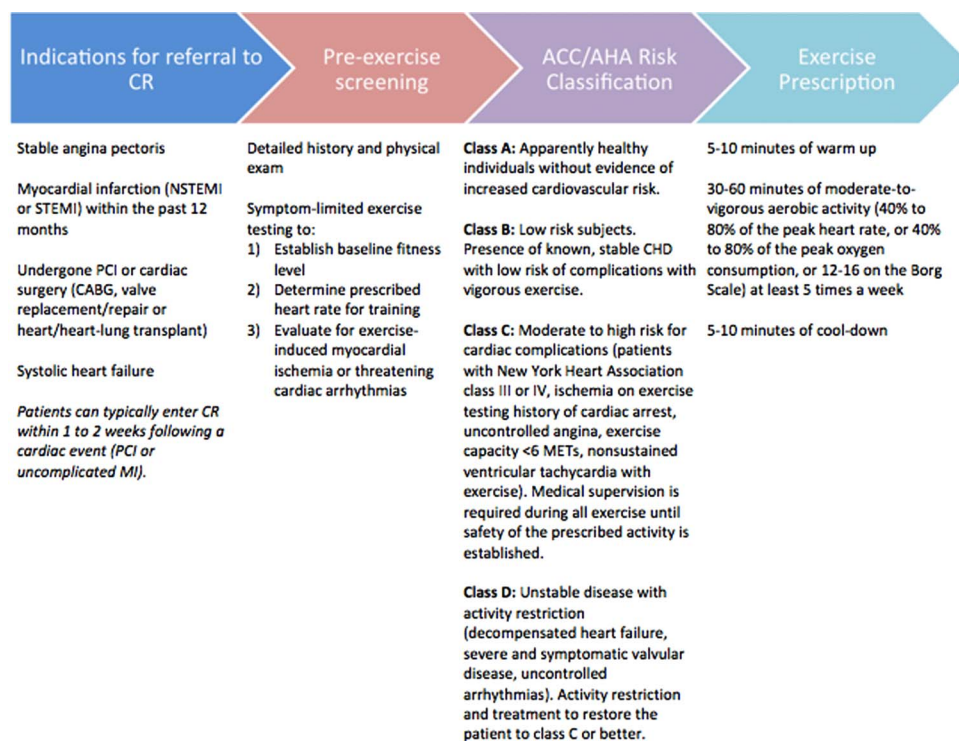 Indications for referral to
CR
Pre-exercise
screening
ACC/AHA Risk
Classification
Exercise
Prescription
Stable angina pectoris
Myocardial infarction (NSTEMI
or STEMI) within the past 12
months
Undergone PCI or cardiac
surgery (CABG, valve
replacement/repair or
heart/heart-lung transplant)
Systolic heart failure
Patients can typically enter CR
within 1 to 2 weeks following a
cardiac event (PCI or
uncomplicated MI).
Detailed history and physical
exam
Symptom-limited exercise
testing to:
1) Establish baseline fitness
level
2) Determine prescribed
heart rate for training
3) Evaluate for exercise-
induced myocardial
ischemia or threatening
cardiac arrhythmias
Class A: Apparently healthy
individuals without evidence of
increased cardiovascular risk.
Class B: Low risk subjects.
Presence of known, stable CHD
with low risk of complications with
vigorous exercise.
Class C: Moderate to high risk for
cardiac complications (patients
with New York Heart Association
class III or IV, ischemia on exercise
testing history of cardiac arrest,
uncontrolled angina, exercise
capacity <6 METs, nonsustained
ventricular tachycardia with
exercise). Medical supervision is
required during all exercise until
safety of the prescribed activity is
established.
Class D: Unstable disease with
activity restriction
(decompensated heart failure,
severe and symptomatic valvular
disease, uncontrolled
arrhythmias). Activity restriction
and treatment to restore the
patient to class C or better.
5-10 minutes of warm up
30-60 minutes of moderate-to-
vigorous aerobic activity (40% to
80% of the peak heart rate, or 40%
to 80% of the peak oxygen
consumption, or 12-16 on the Borg
Scale) at least 5 times a week
5-10 minutes of cool-down